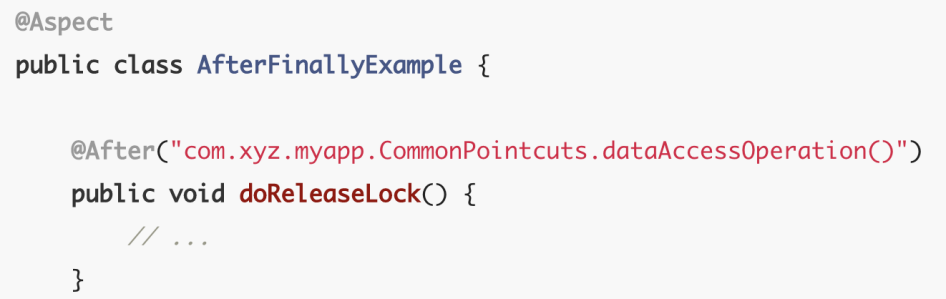 @Aspect
public class AfterFinallyExample {
@After("com.xyz.myapp.CommonPointcuts.dataAccessOperation()")
public void doReleaseLock() {
// ...
}